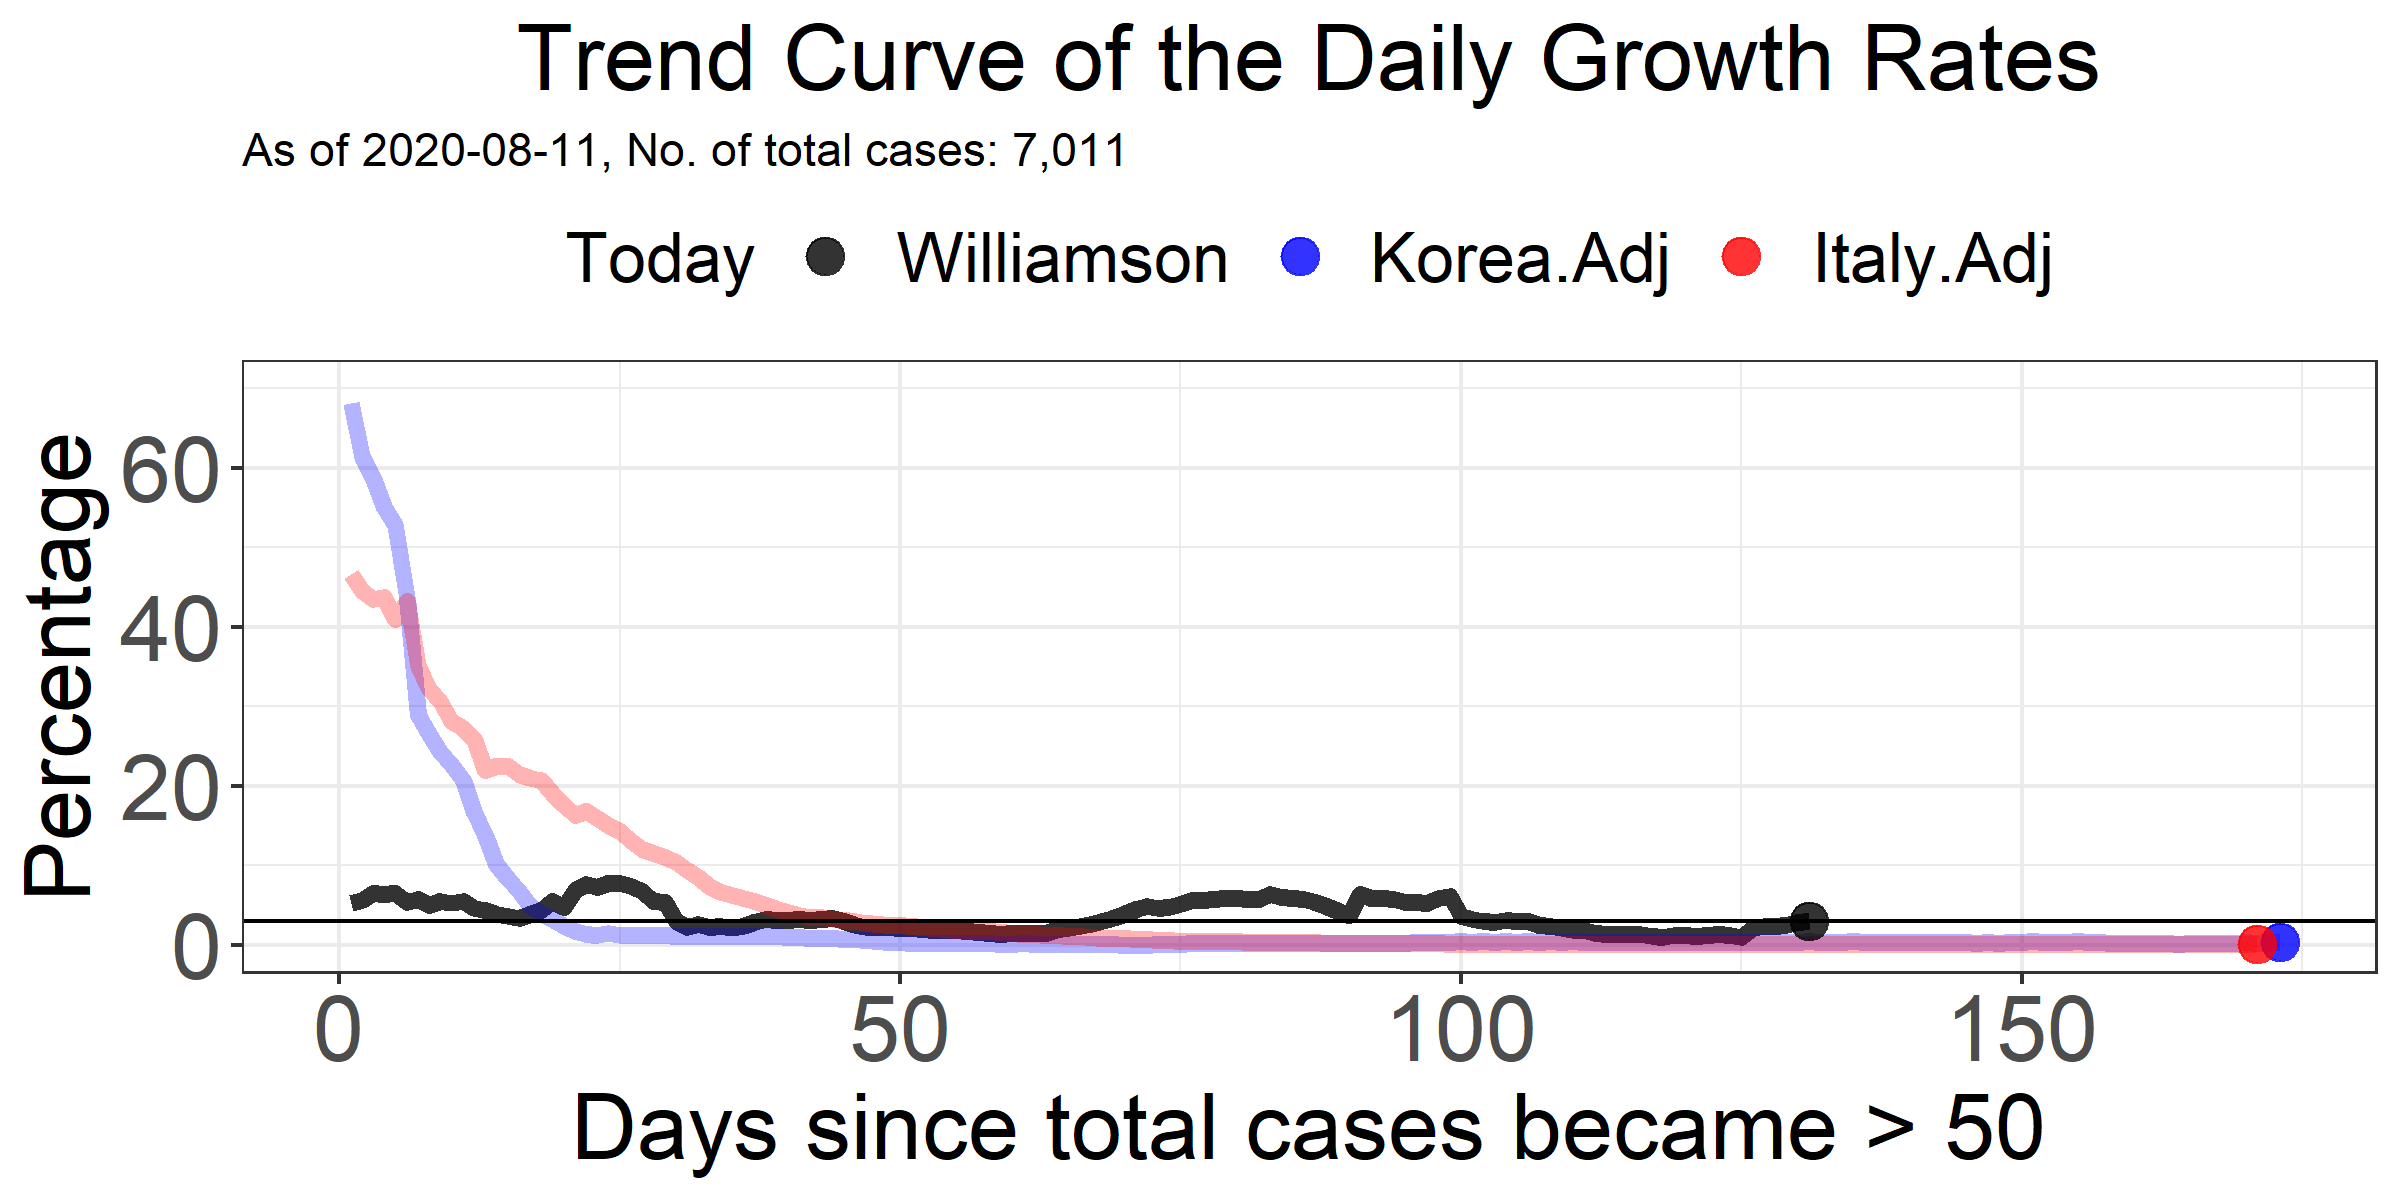 Trend Curve of the Daily Growth Rates
As of 2020-08-11, No. of total cases: 7,011
Today Williamson Korea.Adj Italy.Adj
Percentage
60
40
20
0
0 50 100 150
Days since total cases became > 50